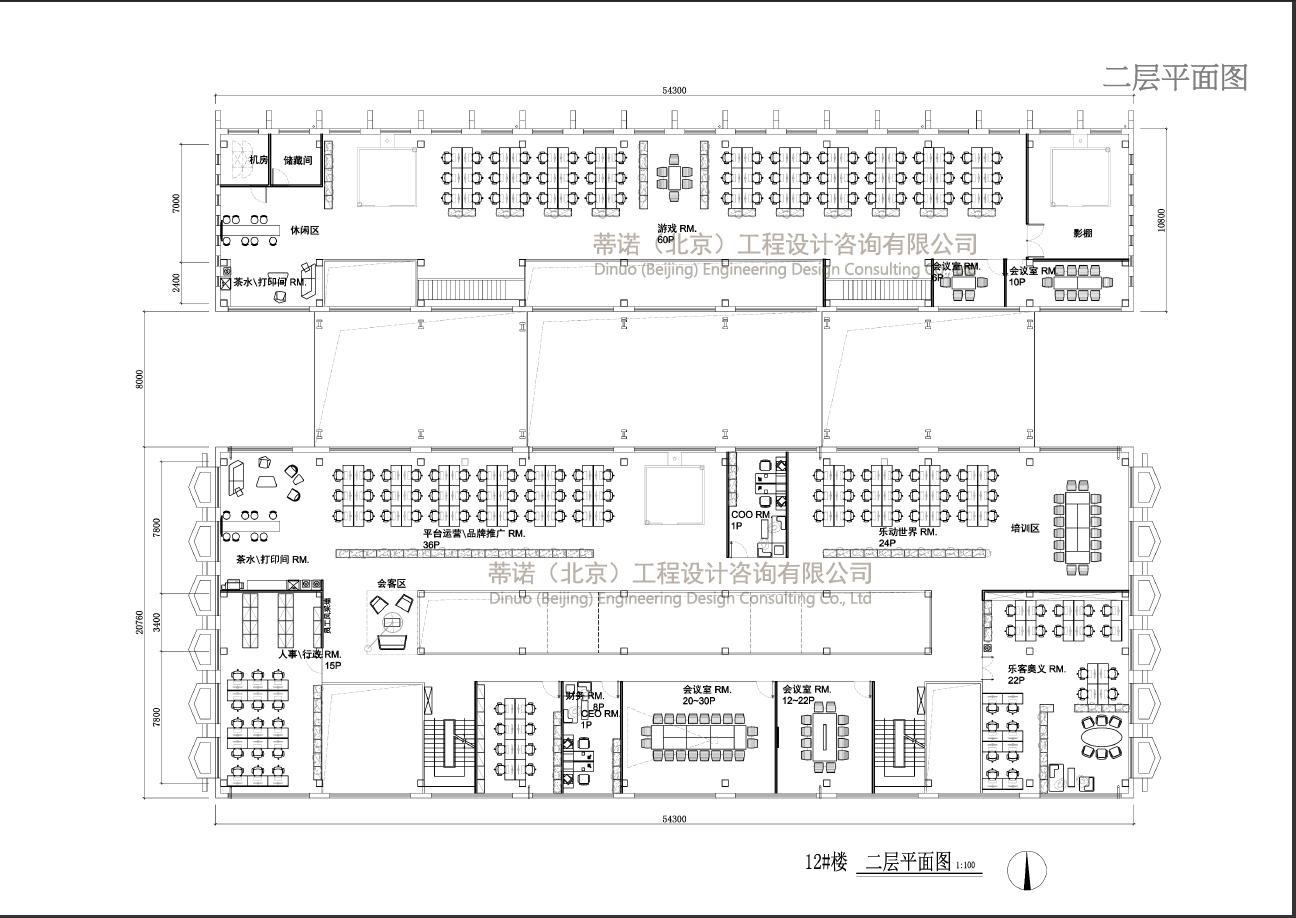 二层平面图
54300
机房
储藏间
7000
10800
休闲区
游戏 RM.
60P
蒂诺（北京）工程设计咨询有限公司
Dinuo (Beijing) Engineering Design Consulting
影棚
2400
茶水\打印间 RM.
会议室 RM.
6P
会议室 RM.
10P
8000
COO RM.
1P
7800
平台运营\品牌推广 RM.
36P
乐动世界 RM.
24P
培训区
茶水\打印间 RM.
蒂诺（北京）工程设计咨询有限公司
Dinuo (Beijing) Engineering Design Consulting Co., Ltd
会客区
20760
3400
人事\行政 RM.
15P
乐客奥义 RM.
22P
财务 RM.
8P
CEO RM.
1P
会议室 RM.
20~30P
会议室 RM.
12~22P
7800
54300
12#楼 二层平面图 1:100